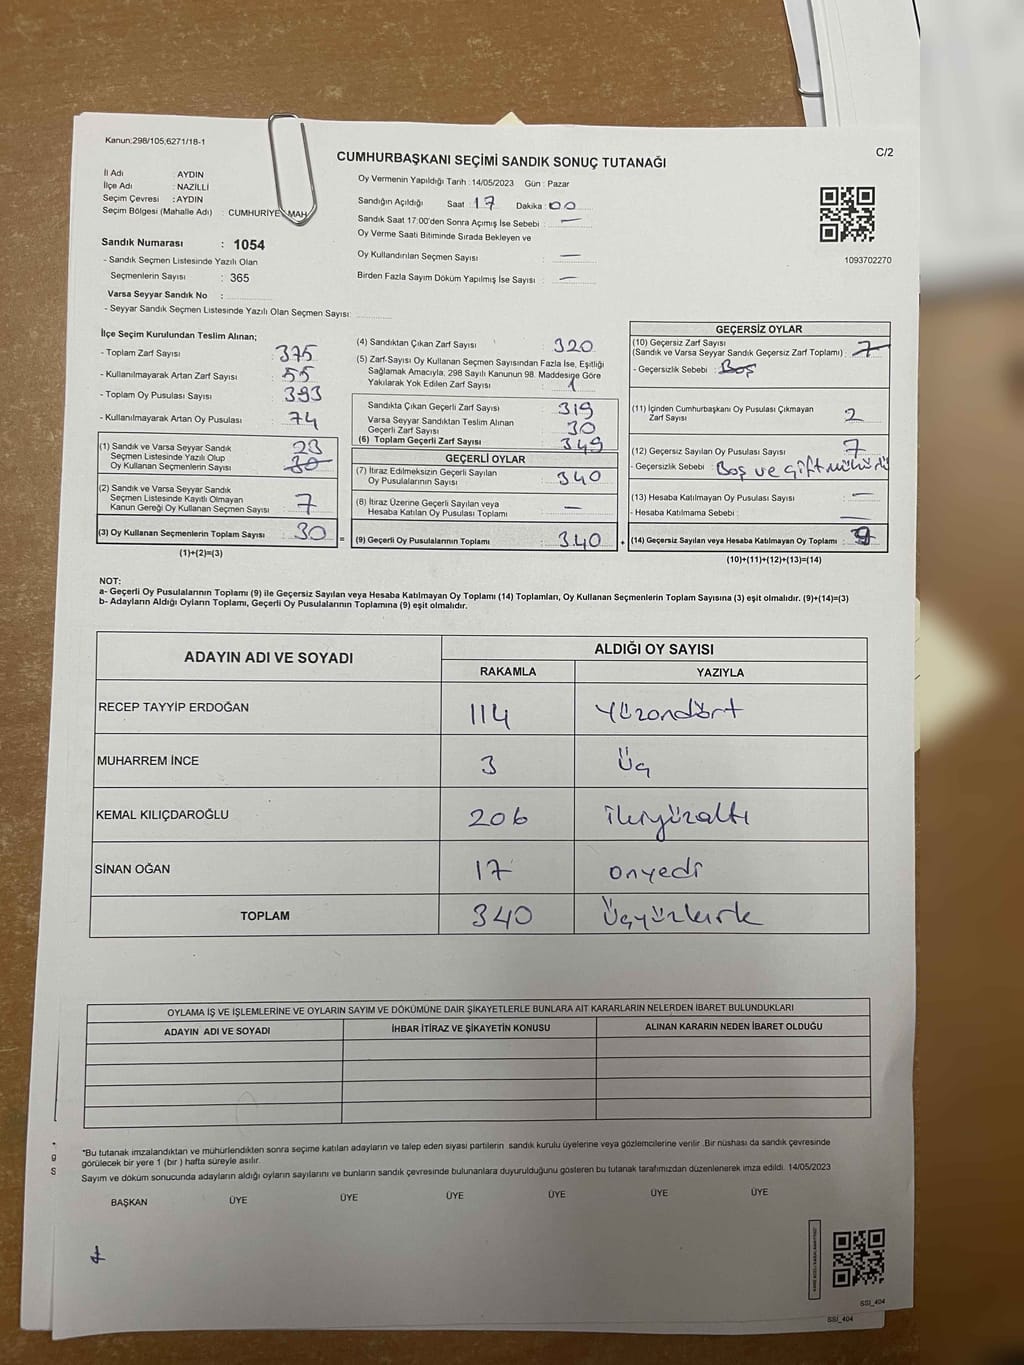 Kanun:298/105;6271/18-1
C/2
CUMHURBAŞKANI SEÇİMİ SANDIK SONUÇ TUTANAĞI
İl Adı : AYDIN
İlçe Adı : NAZİLLİ
Seçim Çevresi : AYDIN
Seçim Bölgesi (Mahalle Adı) : CUMHURİYE MAH
Sandık Numarası : 1054
- Sandık Seçmen Listesinde Yazılı Olan
Seçmenlerin Sayısı : 365
Varsa Seyyar Sandık No :
- Seyyar Sandık Seçmen Listesinde Yazılı Olan Seçmen Sayısı:
Oy Vermenin Yapıldığı Tarih : 14/05/2023 Gün : Pazar
Sandığın Açıldığı Saat : 17 Dakika : 00
Sandık Saat 17:00'den Sonra Açımış İse Sebebi : —
Oy Verme Saati Bitiminde Sırada Bekleyen ve
Oy Kullandırılan Seçmen Sayısı : —
Birden Fazla Sayım Döküm Yapılmış İse Sayısı : —
1093702270
İlçe Seçim Kurulundan Teslim Alınan;
- Toplam Zarf Sayısı : 375
- Kullanılmayarak Artan Zarf Sayısı : 55
- Toplam Oy Pusulası Sayısı : 393
- Kullanılmayarak Artan Oy Pusulası : 74
(1) Sandık ve Varsa Seyyar Sandık
Seçmen Listesinde Yazılı Olup
Oy Kullanan Seçmenlerin Sayısı : 23 30
(2) Sandık ve Varsa Seyyar Sandık
Seçmen Listesinde Kayıtlı Olmayan
Kanun Gereği Oy Kullanan Seçmen Sayısı : 7
(3) Oy Kullanan Seçmenlerin Toplam Sayısı : 30
(1)+(2)=(3)
=
(4) Sandıktan Çıkan Zarf Sayısı : 320
(5) Zarf-Sayısı Oy Kullanan Seçmen Sayısından Fazla İse, Eşitliği
Sağlamak Amacıyla, 298 Sayılı Kanunun 98. Maddesine Göre
Yakılarak Yok Edilen Zarf Sayısı : 1
Sandıkta Çıkan Geçerli Zarf Sayısı : 319
Varsa Seyyar Sandıktan Teslim Alınan
Geçerli Zarf Sayısı : 30
(6) Toplam Geçerli Zarf Sayısı : 349
GEÇERLİ OYLAR
(7) İtiraz Edilmeksizin Geçerli Sayılan
Oy Pusulalarının Sayısı : 340
(8) İtiraz Üzerine Geçerli Sayılan veya
Hesaba Katılan Oy Pusulası Toplamı : —
(9) Geçerli Oy Pusulalarının Toplamı : 340
+
GEÇERSİZ OYLAR
(10) Geçersiz Zarf Sayısı
(Sandık ve Varsa Seyyar Sandık Geçersiz Zarf Toplamı) : 7
- Geçersizlik Sebebi : Boş
(11) İçinden Cumhurbaşkanı Oy Pusulası Çıkmayan
Zarf Sayısı : 2
(12) Geçersiz Sayılan Oy Pusulası Sayısı : 7
- Geçersizlik Sebebi : Boş ve Çift mühürlü
(13) Hesaba Katılmayan Oy Pusulası Sayısı : —
- Hesaba Katılmama Sebebi : —
(14) Geçersiz Sayılan veya Hesaba Katılmayan Oy Toplamı : 9
(10)+(11)+(12)+(13)=(14)
NOT:
a- Geçerli Oy Pusulalarının Toplamı (9) ile Geçersiz Sayılan veya Hesaba Katılmayan Oy Toplamı (14) Toplamları, Oy Kullanan Seçmenlerin Toplam Sayısına (3) eşit olmalıdır. (9)+(14)=(3)
b- Adayların Aldığı Oyların Toplamı, Geçerli Oy Pusulalarının Toplamına (9) eşit olmalıdır.
ADAYIN ADI VE SOYADI
ALDIĞI OY SAYISI
RAKAMLA YAZIYLA
RECEP TAYYİP ERDOĞAN 114 Yüzondört
MUHARREM İNCE 3 Üç
KEMAL KILIÇDAROĞLU 206 ikiyüzaltı
SİNAN OĞAN 17 onyedi
TOPLAM 340 Üçyüzkırk
OYLAMA İŞ VE İŞLEMLERİNE VE OYLARIN SAYIM VE DÖKÜMÜNE DAİR ŞİKAYETLERLE BUNLARA AİT KARARLARIN NELERDEN İBARET BULUNDUKLARI
ADAYIN ADI VE SOYADI İHBAR İTİRAZ VE ŞİKAYETİN KONUSU ALINAN KARARIN NEDEN İBARET OLDUĞU
*Bu tutanak imzalandıktan ve mühürlendikten sonra seçime katılan adayların ve talep eden siyasi partilerin sandık kurulu üyelerine veya gözlemcilerine verilir .Bir nüshası da sandık çevresinde
görülecek bir yere 1 (bir ) hafta süreyle asılır.
Sayım ve döküm sonucunda adayların aldığı oyların sayılarını ve bunların sandık çevresinde bulunanlara duyurulduğunu gösteren bu tutanak tarafımızdan düzenlenerek imza edildi. 14/05/2023
BAŞKAN ÜYE ÜYE ÜYE ÜYE ÜYE ÜYE
SSI_404
SSI_404